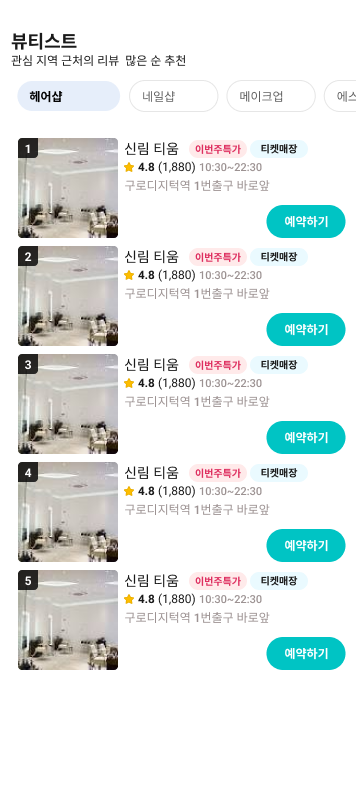 뷰티스트
관심 지역 근처의 리뷰 많은 순 추천
헤어샵 네일샵 메이크업 에스
1 신림 티움 이번주특가 티켓매장
4.8 (1,880) 10:30~22:30
구로디지턱역 1번출구 바로앞
예약하기
2 신림 티움 이번주특가 티켓매장
4.8 (1,880) 10:30~22:30
구로디지턱역 1번출구 바로앞
예약하기
3 신림 티움 이번주특가 티켓매장
4.8 (1,880) 10:30~22:30
구로디지턱역 1번출구 바로앞
예약하기
4 신림 티움 이번주특가 티켓매장
4.8 (1,880) 10:30~22:30
구로디지턱역 1번출구 바로앞
예약하기
5 신림 티움 이번주특가 티켓매장
4.8 (1,880) 10:30~22:30
구로디지턱역 1번출구 바로앞
예약하기